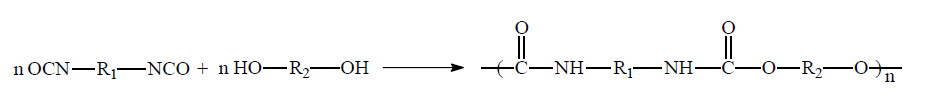 O O
n OCN—R₁—NCO + n HO—R₂—OH ⟶ —(C—NH—R₁—NH—C—O—R₂—O)—n